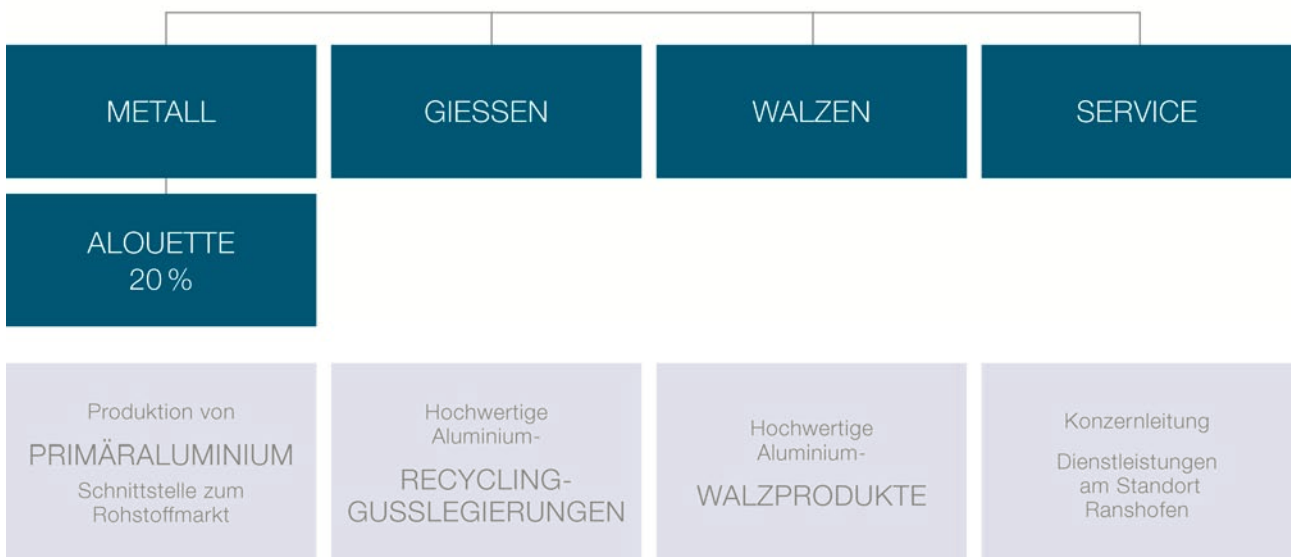 METALL
GIESSEN
WALZEN
SERVICE
ALOUETTE
20 %
Produktion von
PRIMÄRALUMINIUM
Schnittstelle zum
Rohstoffmarkt
Hochwertige
Aluminium-
RECYCLING-
GUSSLEGIERUNGEN
Hochwertige
Aluminium-
WALZPRODUKTE
Konzernleitung
Dienstleistungen
am Standort
Ranshofen